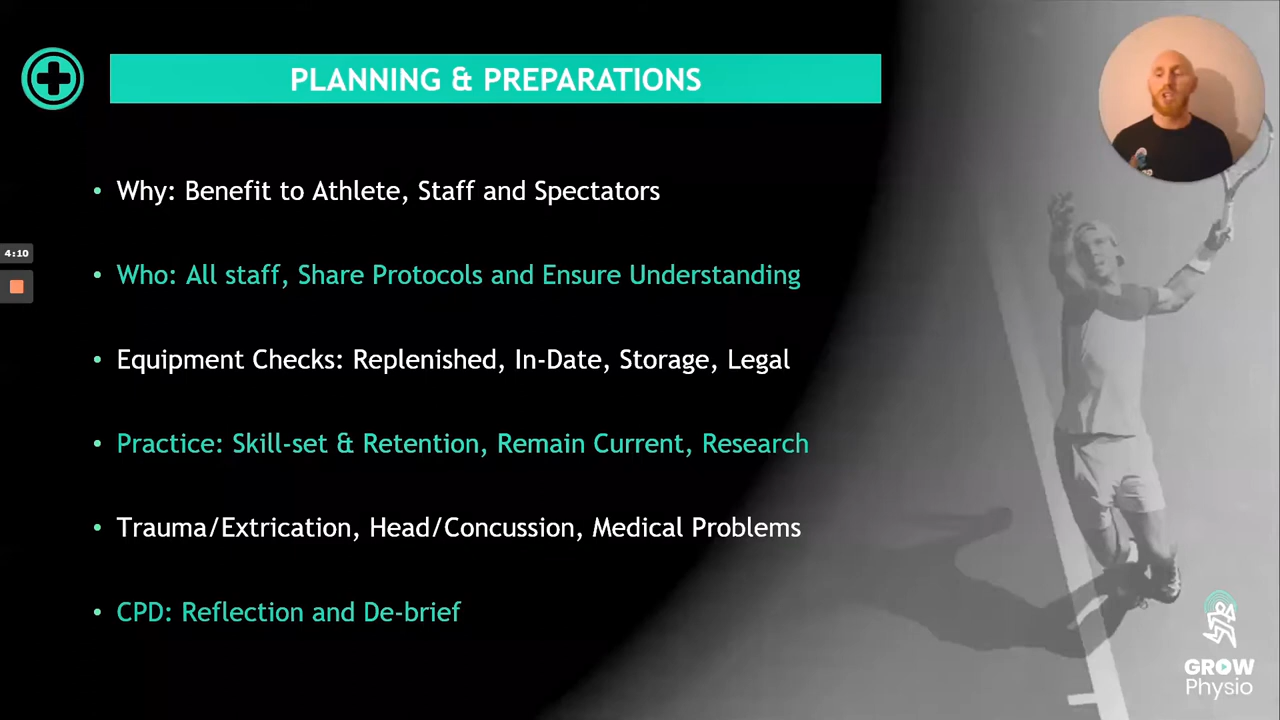 PLANNING & PREPARATIONS
• Why: Benefit to Athlete, Staff and Spectators
• Who: All staff, Share Protocols and Ensure Understanding
• Equipment Checks: Replenished, In-Date, Storage, Legal
• Practice: Skill-set & Retention, Remain Current, Research
• Trauma/Extrication, Head/Concussion, Medical Problems
• CPD: Reflection and De-brief
4:10
GROW
Physio